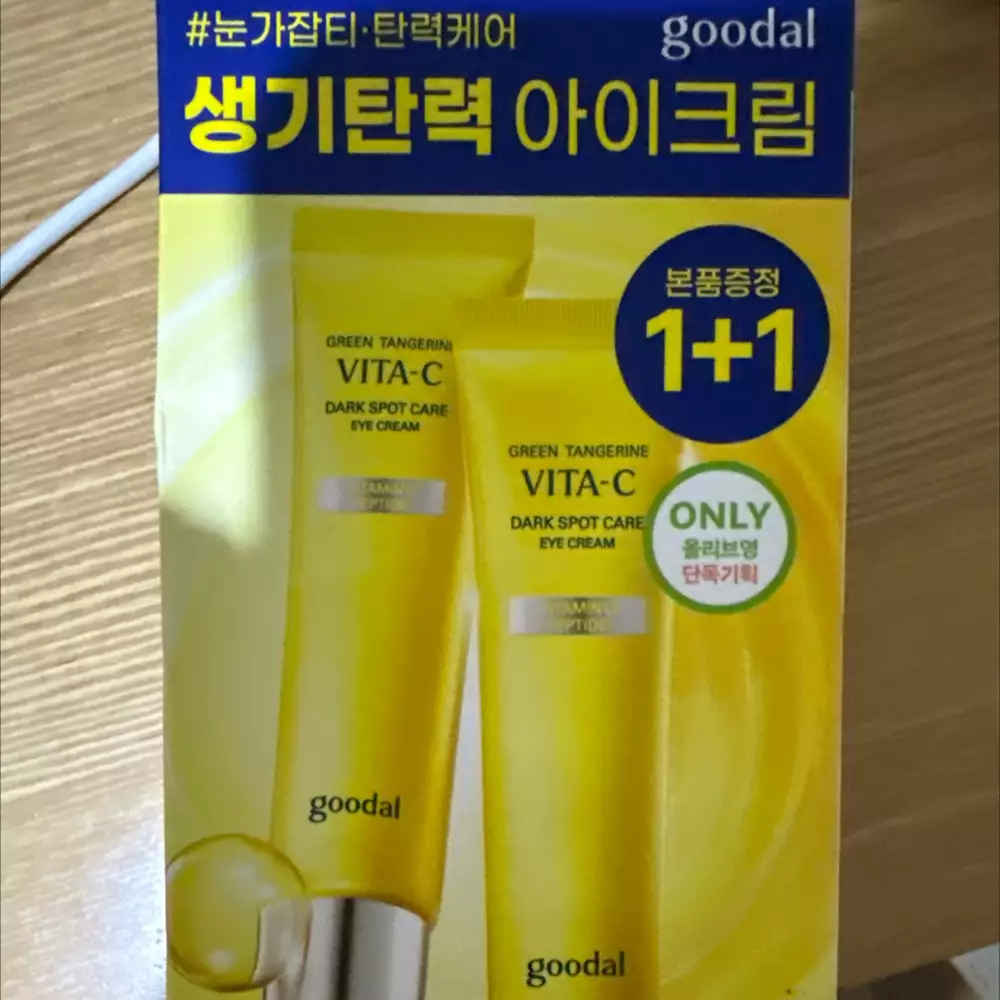 #눈가잡티·탄력케어
goodal
생기탄력 아이크림
본품증정
1+1
GREEN TANGERINE
VITA-C
DARK SPOT CARE
EYE CREAM
GREEN TANGERINE
VITA-C
DARK SPOT CARE
EYE CREAM
VITAMIN C
PEPTIDE
ONLY
올리브영
단독기획
goodal
goodal